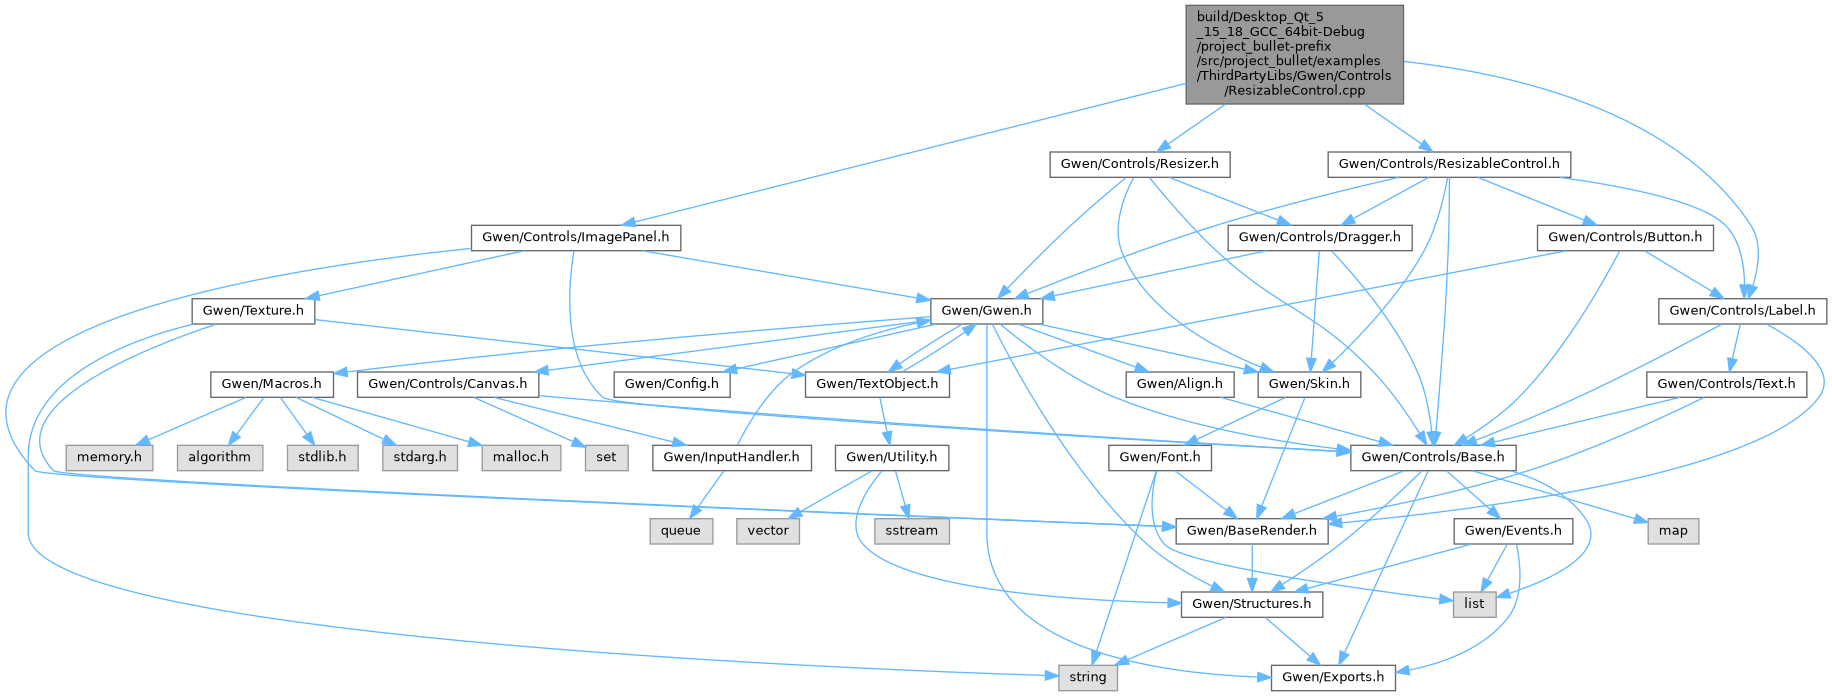 build/Desktop_Qt_5
_15_18_GCC_64bit-Debug
/project_bullet-prefix
/src/project_bullet/examples
/ThirdPartyLibs/Gwen/Controls
/ResizableControl.cpp
Gwen/Controls/Resizer.h
Gwen/Controls/ResizableControl.h
Gwen/Controls/ImagePanel.h
Gwen/Controls/Dragger.h
Gwen/Controls/Button.h
Gwen/Texture.h
Gwen/Gwen.h
Gwen/Controls/Label.h
Gwen/Macros.h
Gwen/Controls/Canvas.h
Gwen/Config.h
Gwen/TextObject.h
Gwen/Align.h
Gwen/Skin.h
Gwen/Controls/Text.h
memory.h
algorithm
stdlib.h
stdarg.h
malloc.h
set
Gwen/InputHandler.h
Gwen/Utility.h
Gwen/Font.h
Gwen/Controls/Base.h
queue
vector
sstream
Gwen/BaseRender.h
Gwen/Events.h
map
Gwen/Structures.h
list
string
Gwen/Exports.h